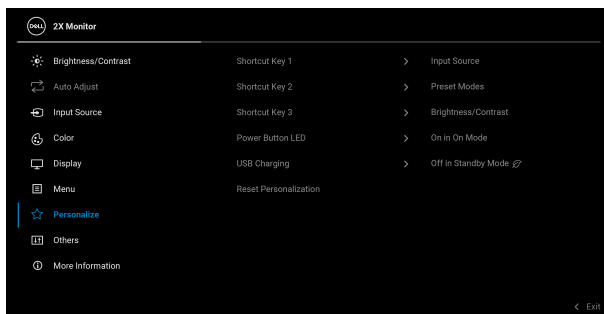 DELL 2X Monitor
Brightness/Contrast Shortcut Key 1 > Input Source
Auto Adjust Shortcut Key 2 > Preset Modes
Input Source Shortcut Key 3 > Brightness/Contrast
Color Power Button LED > On in On Mode
Display USB Charging > Off in Standby Mode
Menu Reset Personalization
Personalize
Others
More Information
< Exit